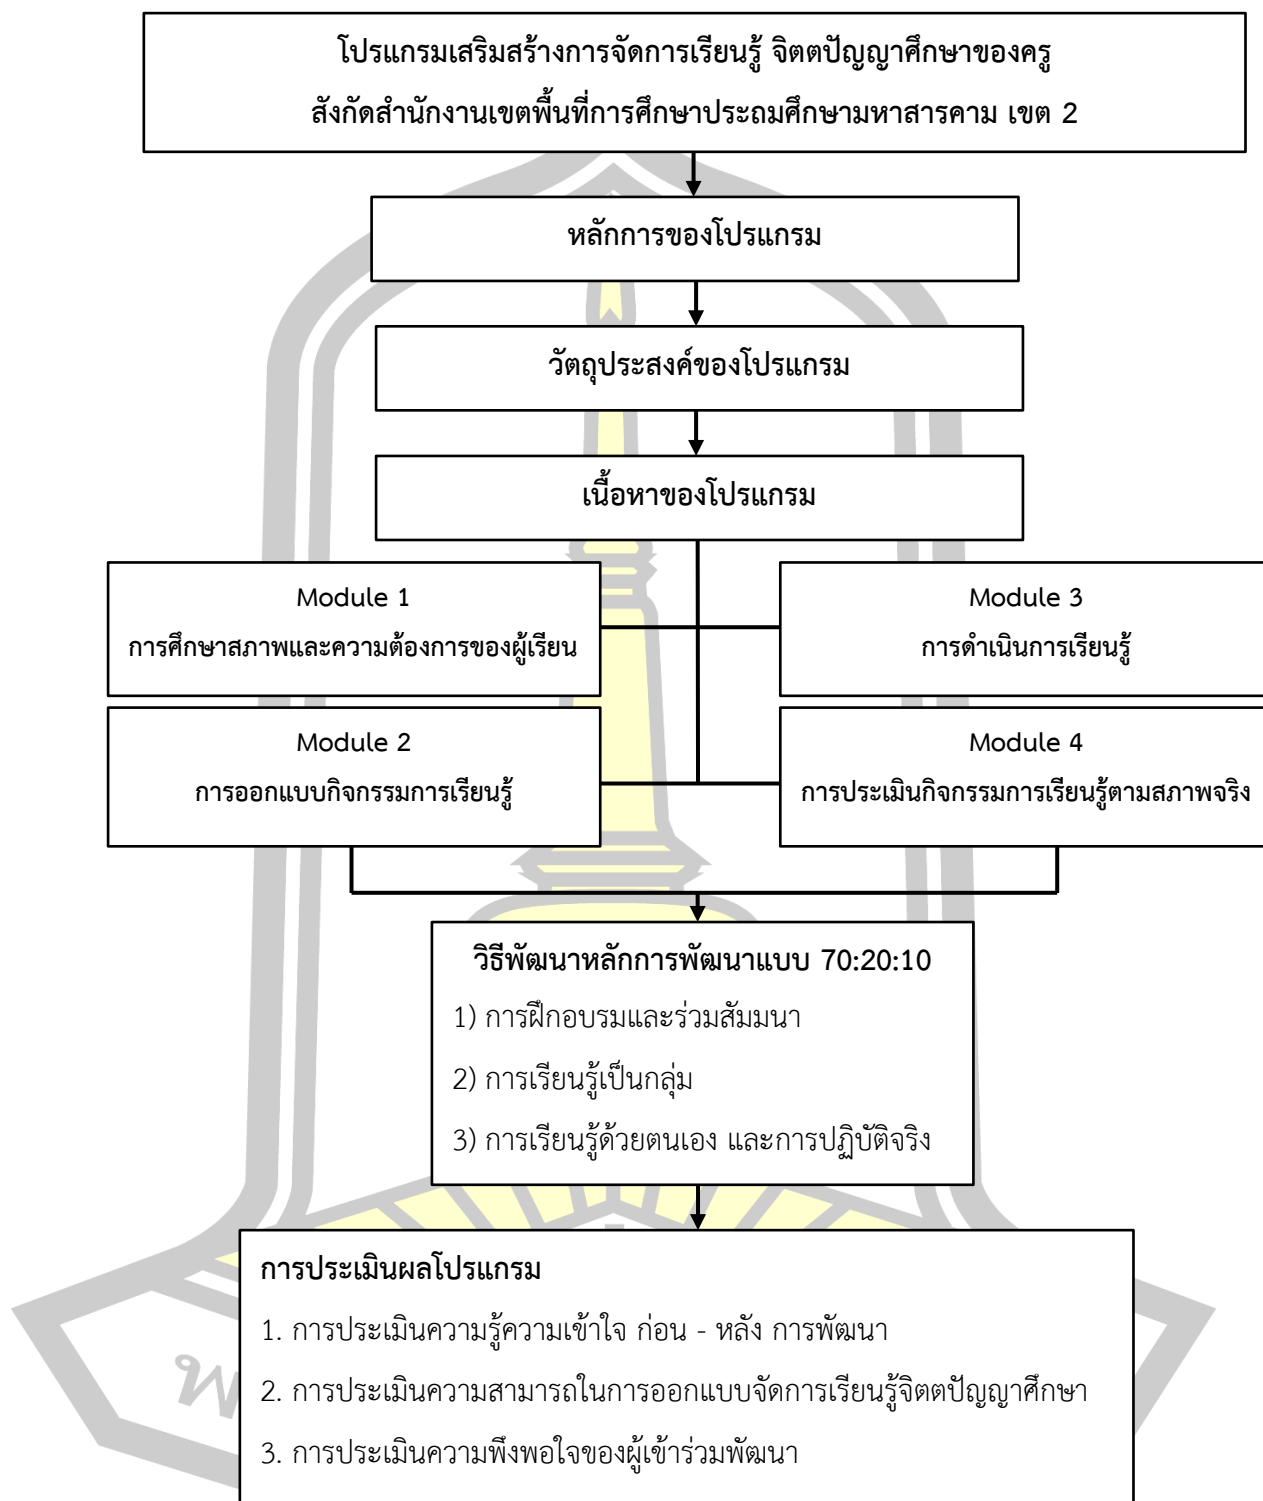 โปรแกรมเสริมสร้างการจัดการเรียนรู้ จิตตปัญญาศึกษาของครู
สังกัดสำนักงานเขตพื้นที่การศึกษาประถมศึกษามหาสารคาม เขต 2
หลักการของโปรแกรม
วัตถุประสงค์ของโปรแกรม
เนื้อหาของโปรแกรม
Module 1
การศึกษาสภาพและความต้องการของผู้เรียน
Module 3
การดำเนินการเรียนรู้
Module 2
การออกแบบกิจกรรมการเรียนรู้
Module 4
การประเมินกิจกรรมการเรียนรู้ตามสภาพจริง
วิธีพัฒนาหลักการพัฒนาแบบ 70:20:10
1) การฝึกอบรมและร่วมสัมมนา
2) การเรียนรู้เป็นกลุ่ม
3) การเรียนรู้ด้วยตนเอง และการปฏิบัติจริง
การประเมินผลโปรแกรม
1. การประเมินความรู้ความเข้าใจ ก่อน - หลัง การพัฒนา
2. การประเมินความสามารถในการออกแบบจัดการเรียนรู้จิตตปัญญาศึกษา
3. การประเมินความพึงพอใจของผู้เข้าร่วมพัฒนา